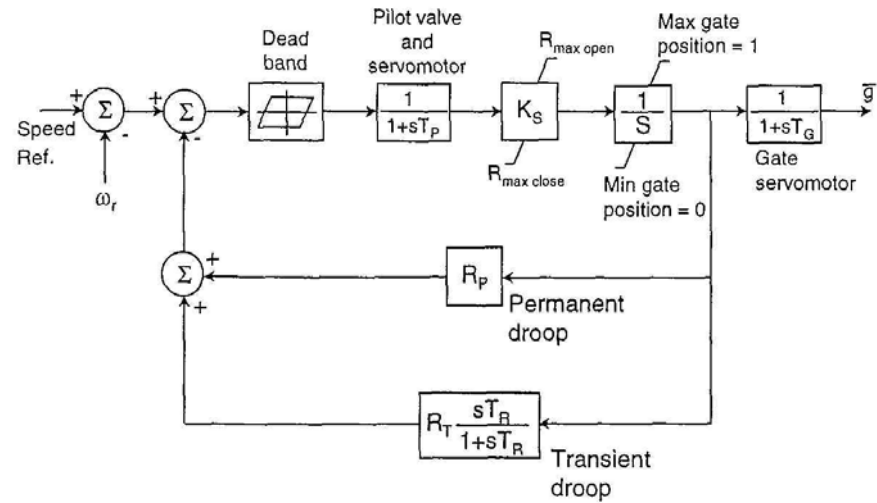 Pilot valve
and
servomotor
Dead
band
R max open
Max gate
position = 1
+
Σ
-
+
Σ
-
1
1+sT_P
K_S
1
S
1
1+sT_G
g̅
Speed
Ref.
ω_r
R max close
Min gate
position = 0
Gate
servomotor
Σ
+
+
R_P
Permanent
droop
R_T sT_R
1+sT_R
Transient
droop